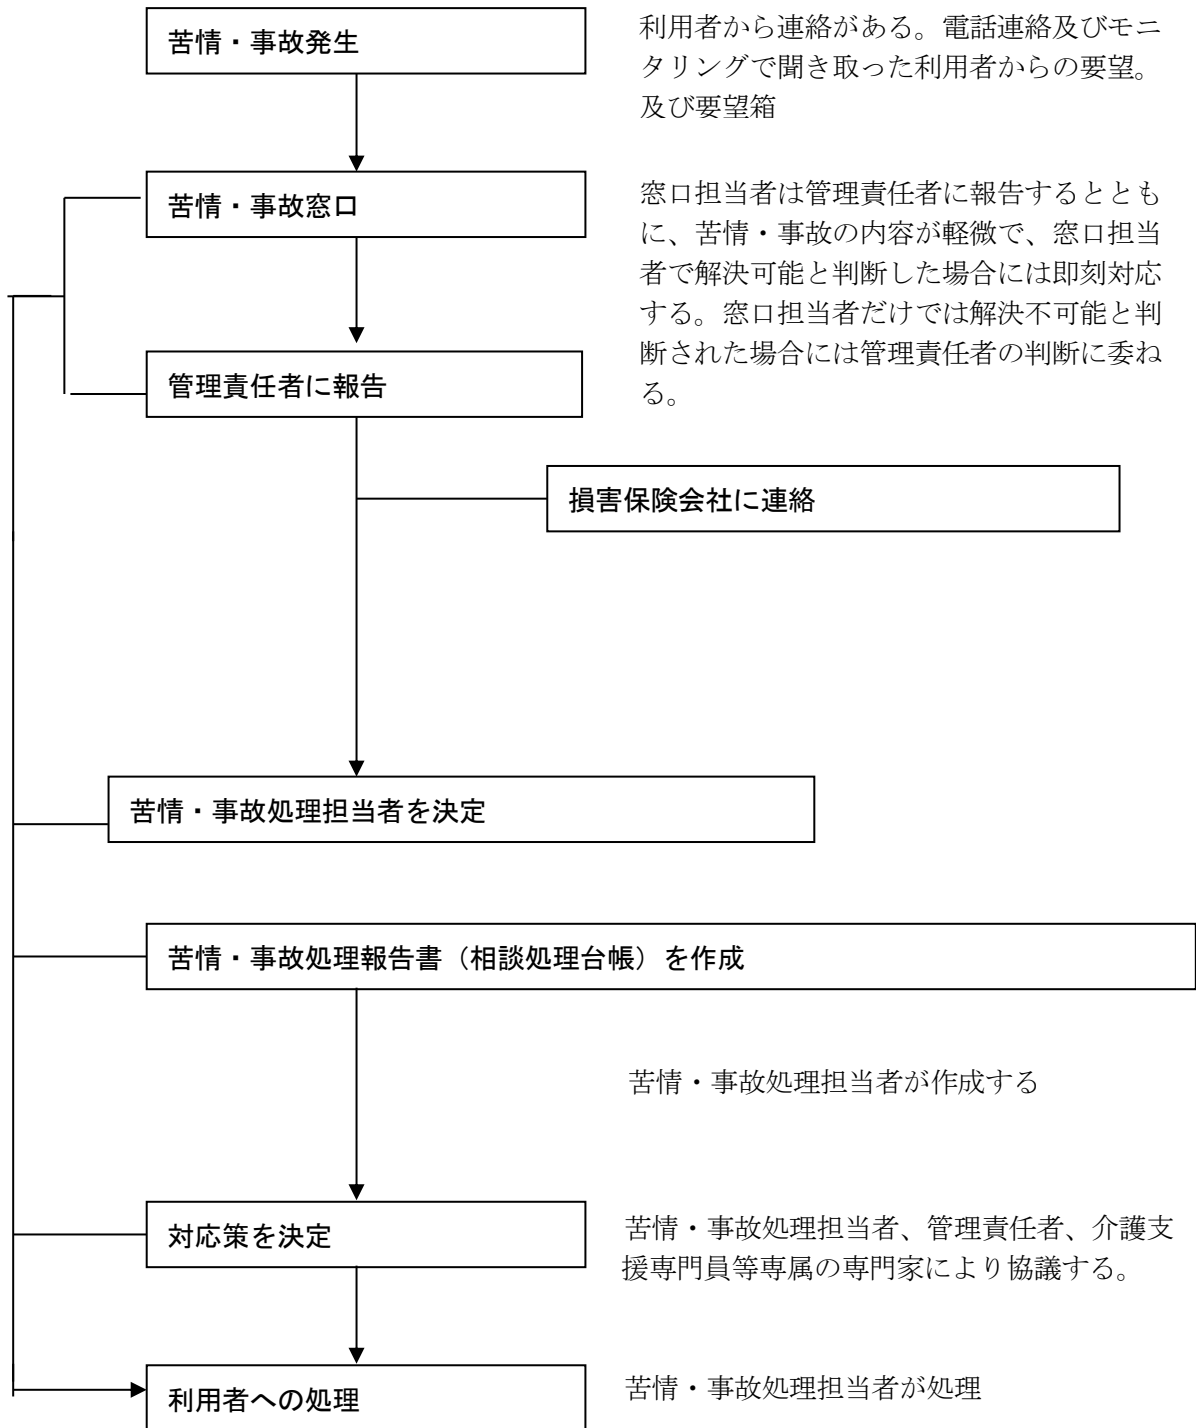 苦情・事故発生
利用者から連絡がある。電話連絡及びモニ
タリングで聞き取った利用者からの要望。
及び要望箱
苦情・事故窓口
窓口担当者は管理責任者に報告するととも
に、苦情・事故の内容が軽微で、窓口担当
者で解決可能と判断した場合には即刻対応
する。窓口担当者だけでは解決不可能と判
断された場合には管理責任者の判断に委ね
る。
管理責任者に報告
損害保険会社に連絡
苦情・事故処理担当者を決定
苦情・事故処理報告書（相談処理台帳）を作成
苦情・事故処理担当者が作成する
対応策を決定
苦情・事故処理担当者、管理責任者、介護支
援専門員等専属の専門家により協議する。
利用者への処理
苦情・事故処理担当者が処理